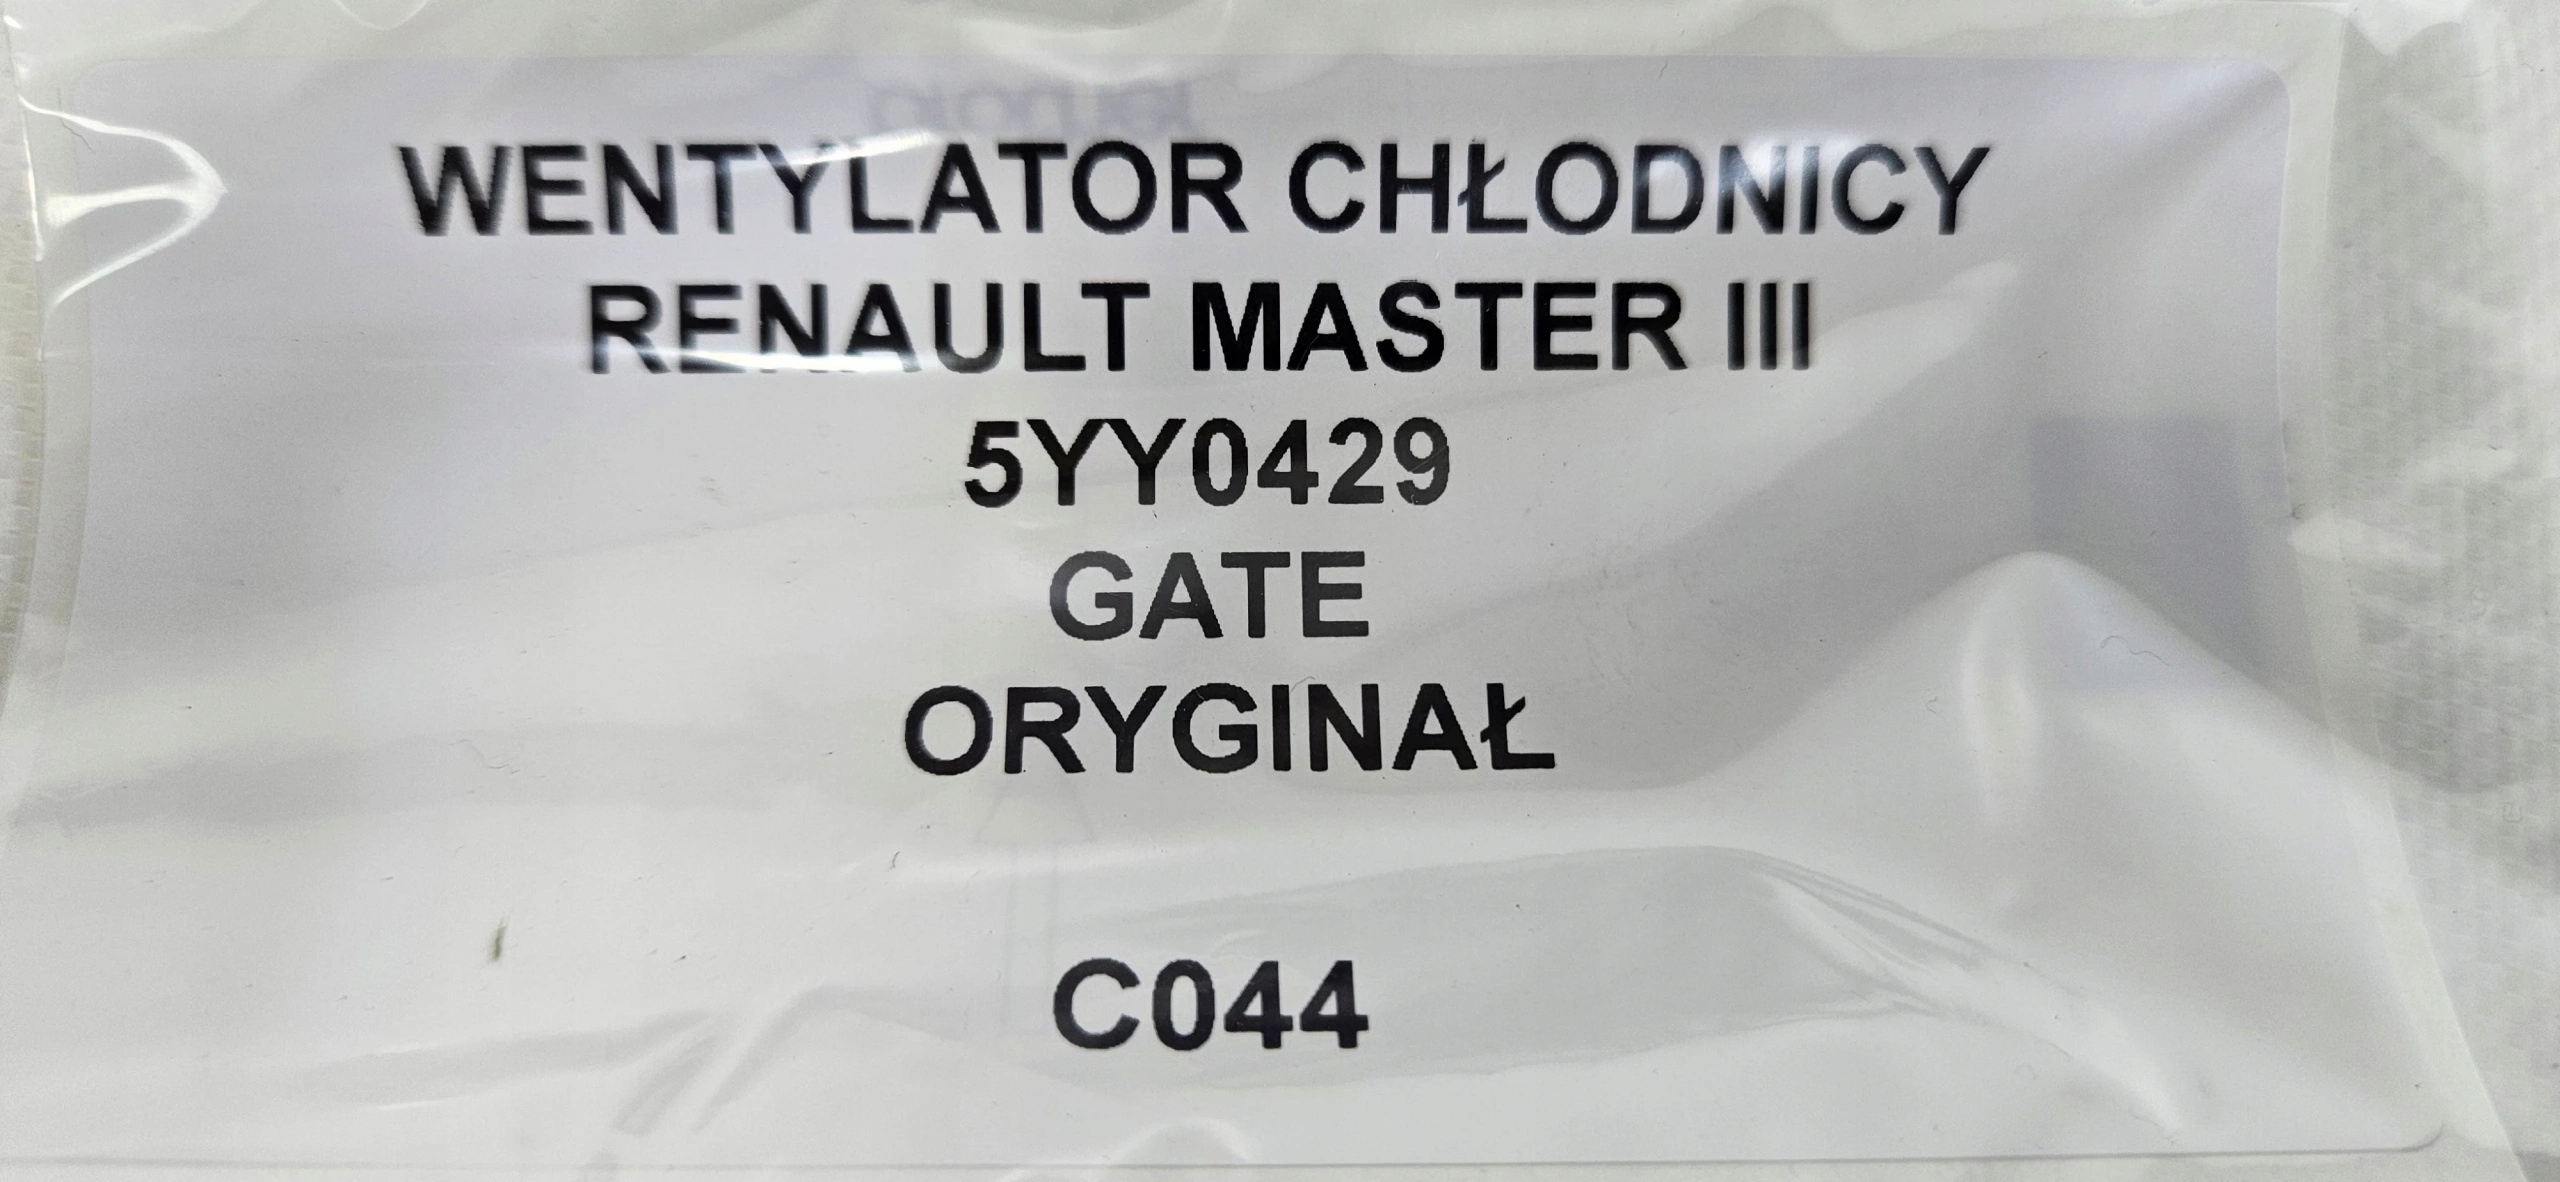 WENTYLATOR CHŁODNICY
RENAULT MASTER III
5YY0429
GATE
ORYGINAŁ
C044